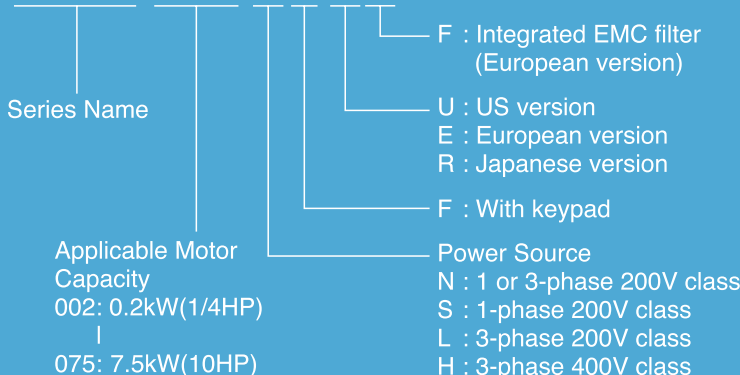 F : Integrated EMC filter
(European version)
Series Name
U : US version
E : European version
R : Japanese version
F : With keypad
Applicable Motor
Capacity
002: 0.2kW(1/4HP)
075: 7.5kW(10HP)
Power Source
N : 1 or 3-phase 200V class
S : 1-phase 200V class
L : 3-phase 200V class
H : 3-phase 400V class